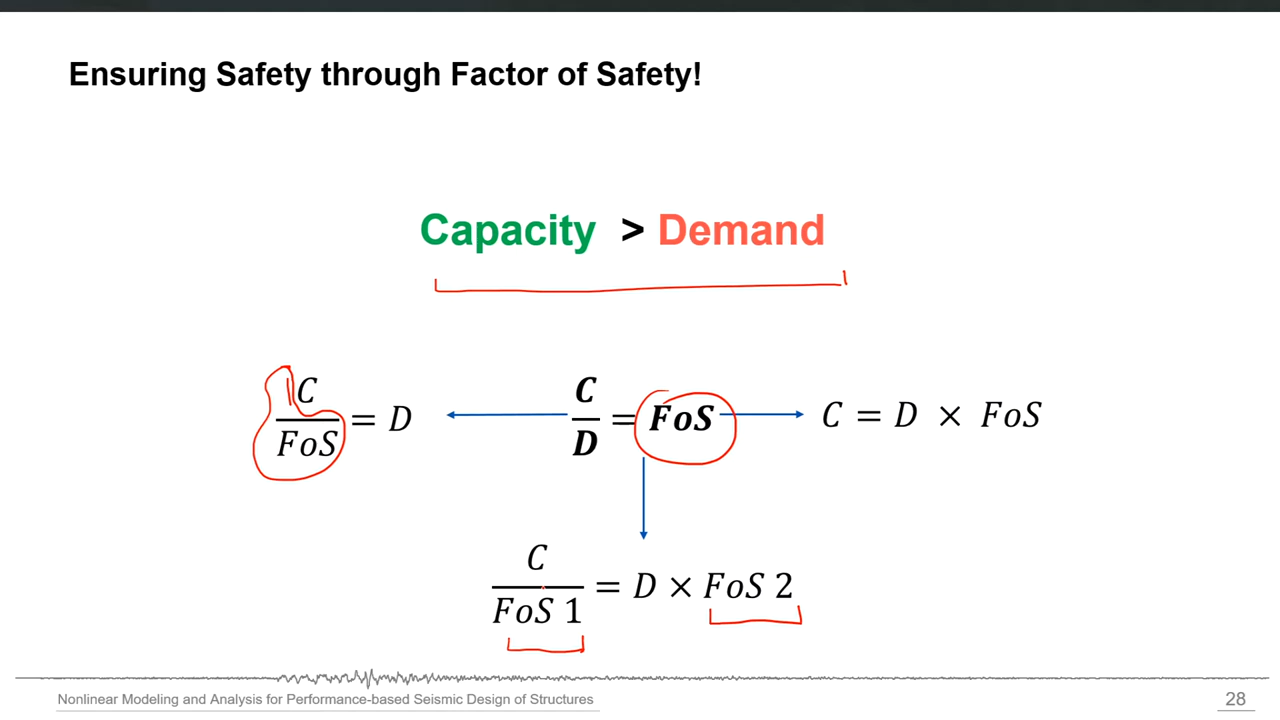 Ensuring Safety through Factor of Safety!
Capacity > Demand
C/FoS = D
C/D = FoS
C = D × FoS
C/FoS 1 = D × FoS 2
Nonlinear Modeling and Analysis for Performance-based Seismic Design of Structures
28